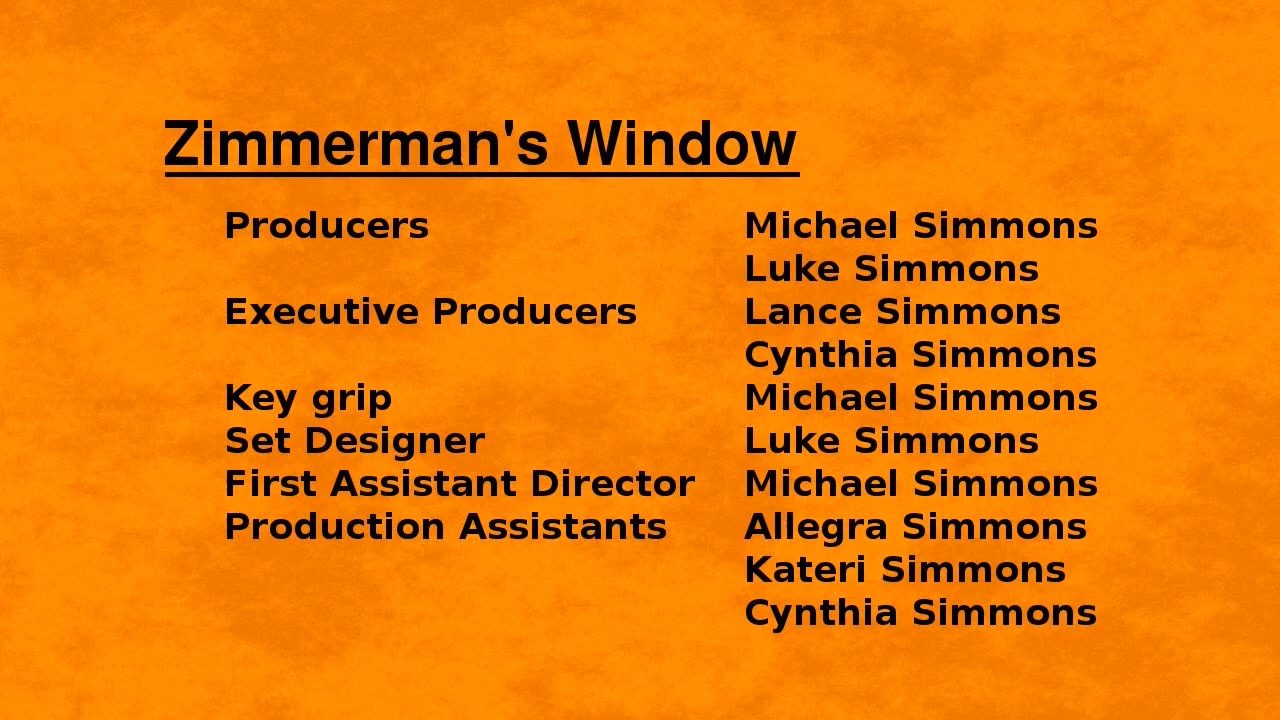 Zimmerman's Window
Producers Michael Simmons
Luke Simmons
Executive Producers Lance Simmons
Cynthia Simmons
Key grip Michael Simmons
Set Designer Luke Simmons
First Assistant Director Michael Simmons
Production Assistants Allegra Simmons
Kateri Simmons
Cynthia Simmons